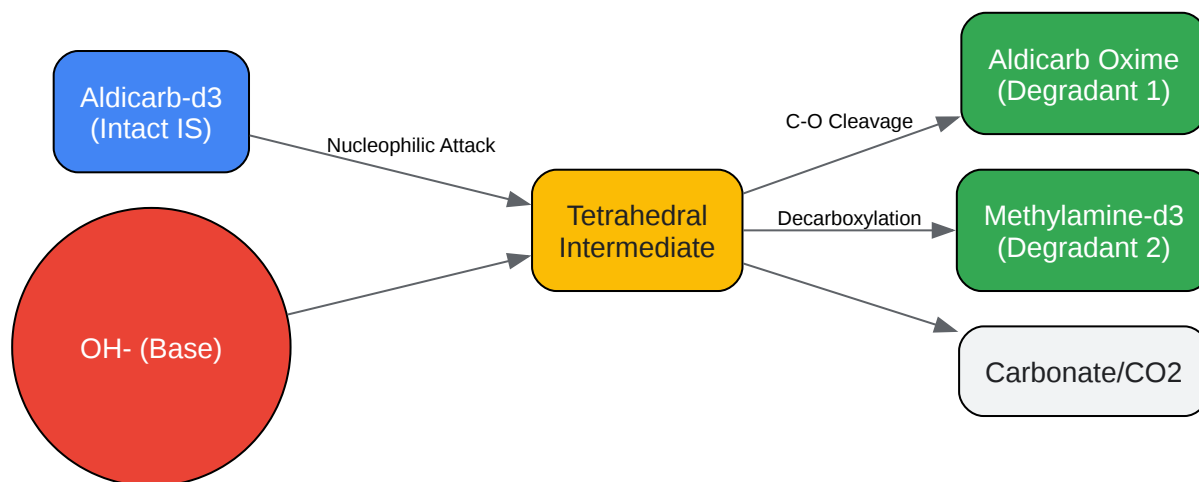 Aldicarb-d3
(Intact IS)
OH- (Base)
Nucleophilic Attack
Tetrahedral
Intermediate
C-O Cleavage
Decarboxylation
Aldicarb Oxime
(Degradant 1)
Methylamine-d3
(Degradant 2)
Carbonate/CO2